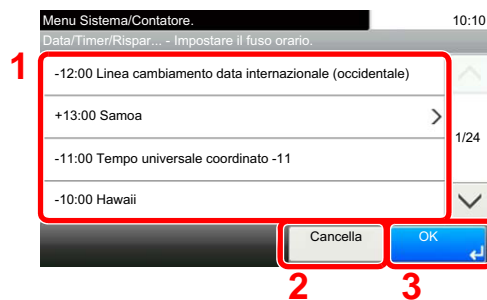 Menu Sistema/Contatore.
10:10
Data/Timer/Rispar... - Impostare il fuso orario.
1
-12:00 Linea cambiamento data internazionale (occidentale)
+13:00 Samoa
1/24
-11:00 Tempo universale coordinato -11
-10:00 Hawaii
Cancella
OK
2
3